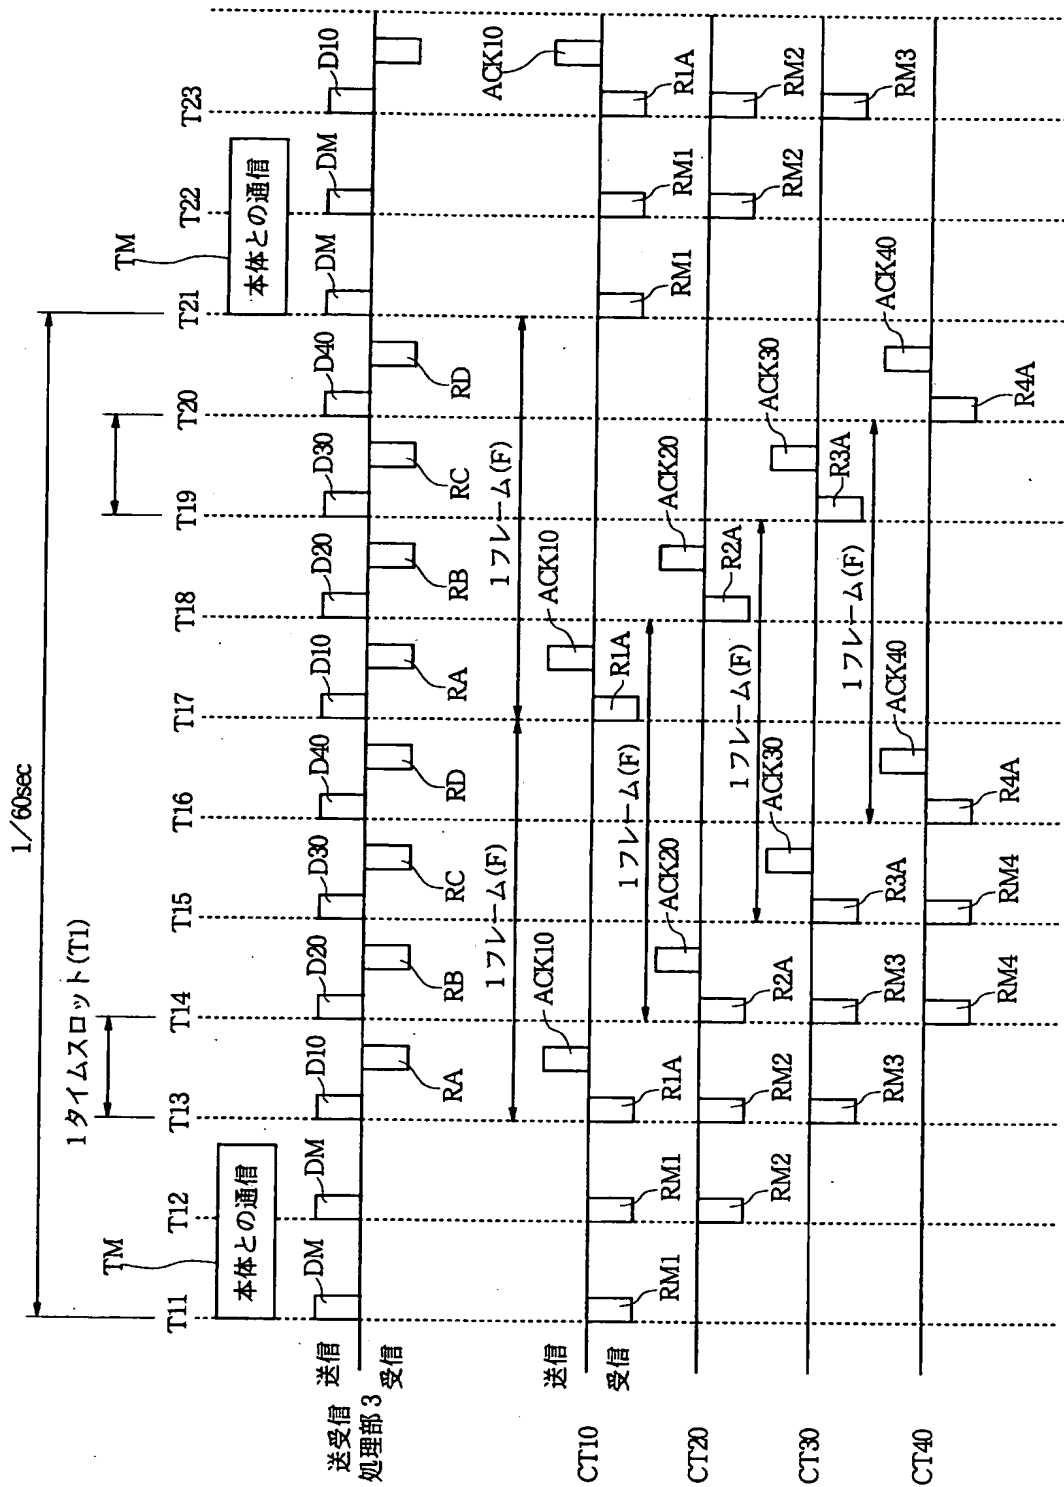 1/60sec
1タイムスロット(T1)
TM TM
T11 T12 T13 T14 T15 T16 T17 T18 T19 T20 T21 T22 T23
本体との通信 本体との通信
DM DM D10 D20 D30 D40 D10 D20 D30 D40 DM DM D10
送受信 送信
処理部3 受信
RA RB RC RD RA RB RC RD
1フレーム(F) 1フレーム(F)
ACK10 ACK10 ACK10
送信
CT10 受信
RM1 RM1 R1A R1A RM1 RM1 R1A
1フレーム(F)
ACK20 ACK20
CT20
RM2 RM2 R2A R2A RM2 RM2
1フレーム(F)
ACK30 ACK30
CT30
RM3 RM3 R3A R3A RM3
1フレーム(F)
ACK40 ACK40
CT40
RM4 RM4 R4A R4A